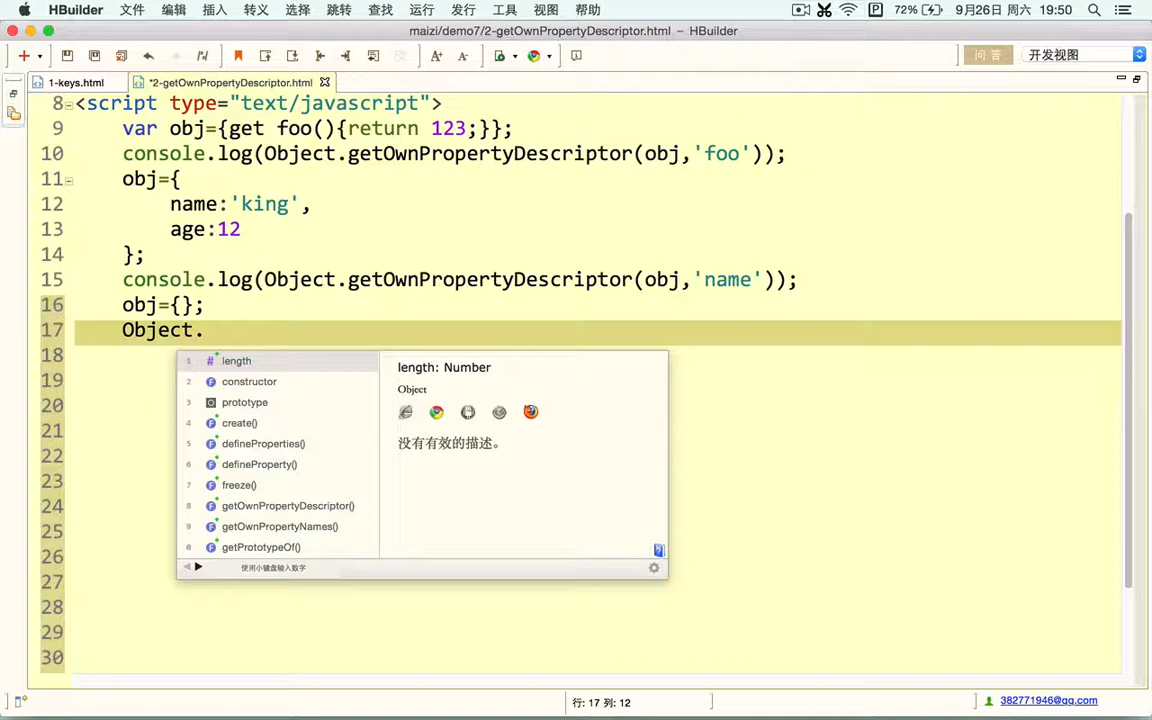 HBuilder 文件 编辑 插入 转义 选择 跳转 查找 运行 发行 工具 视图 帮助 72% 9月26日 周六 19:50
maizi/demo7/2-getOwnPropertyDescriptor.html – HBuilder
问 答 开发视图
1-keys.html *2-getOwnPropertyDescriptor.html
8 <script type="text/javascript">
9 var obj={get foo(){return 123;}};
10 console.log(Object.getOwnPropertyDescriptor(obj,'foo'));
11 obj={
12 name:'king',
13 age:12
14 };
15 console.log(Object.getOwnPropertyDescriptor(obj,'name'));
16 obj={};
17 Object.
18
19
20
21
22
23
24
25
26
27
28
29
30
1 # length
2 F constructor
3 prototype
4 F create()
5 F defineProperties()
6 F defineProperty()
7 F freeze()
8 F getOwnPropertyDescriptor()
9 F getOwnPropertyNames()
0 F getPrototypeOf()
使用小键盘输入数字
length: Number
Object
没有有效的描述。
行: 17 列: 12
382771946@qq.com